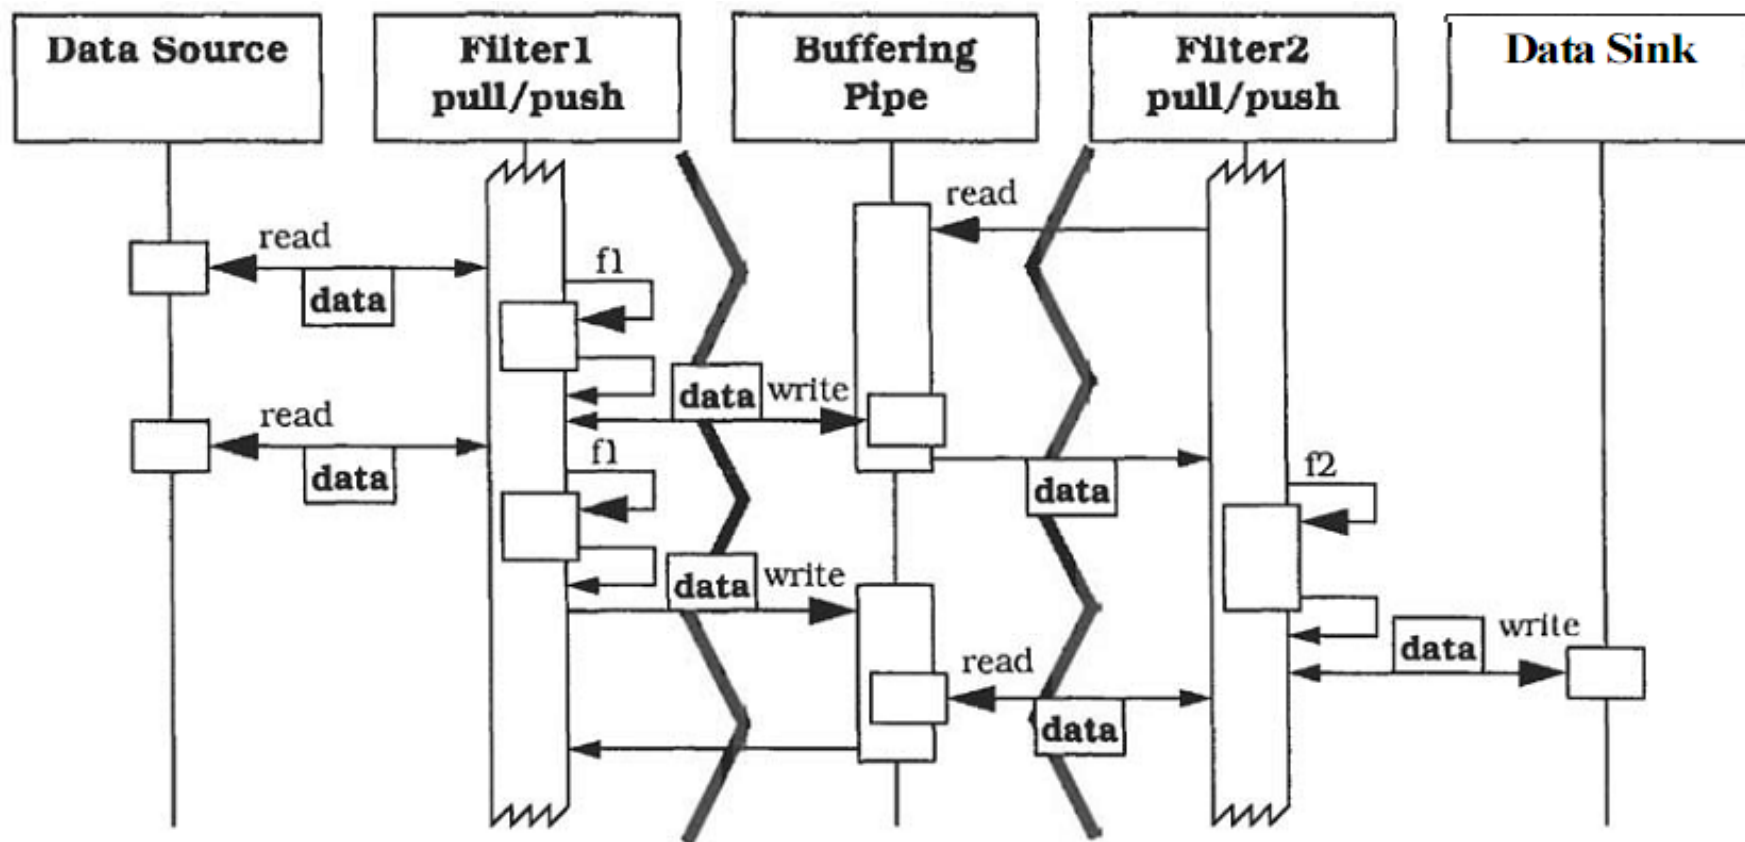 Data Source
Filter1
pull/push
Buffering
Pipe
Filter2
pull/push
Data Sink
read
read
data
f1
data
write
read
data
f1
data
f2
data
write
data
write
read
data